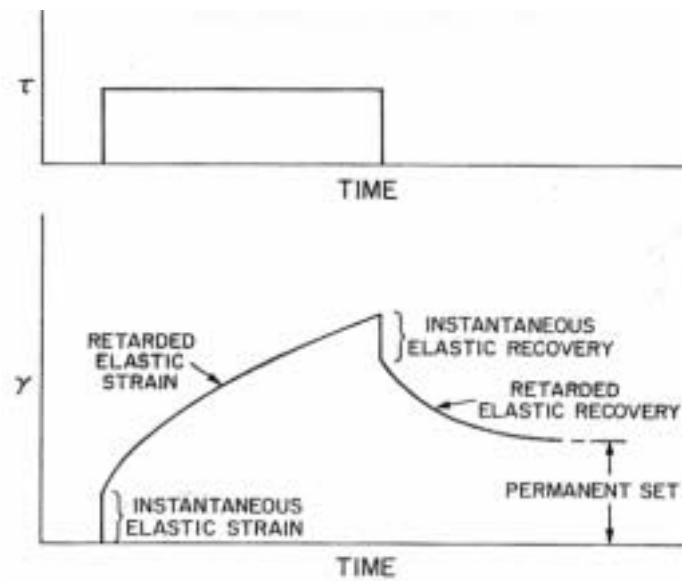 τ
TIME
INSTANTANEOUS
ELASTIC RECOVERY
RETARDED
ELASTIC
STRAIN
γ
RETARDED
ELASTIC RECOVERY
PERMANENT SET
INSTANTANEOUS
ELASTIC STRAIN
TIME